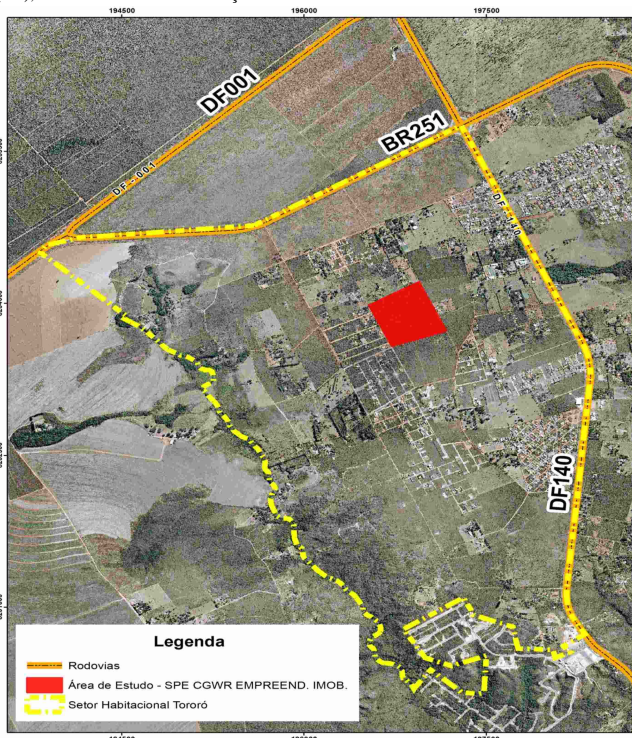 194500 196000 197500
DF001
BR251
DF-001
DF-140
DF140
Legenda
Rodovias
Área de Estudo - SPE CGWR EMPREEND. IMOB.
Setor Habitacional Tororó